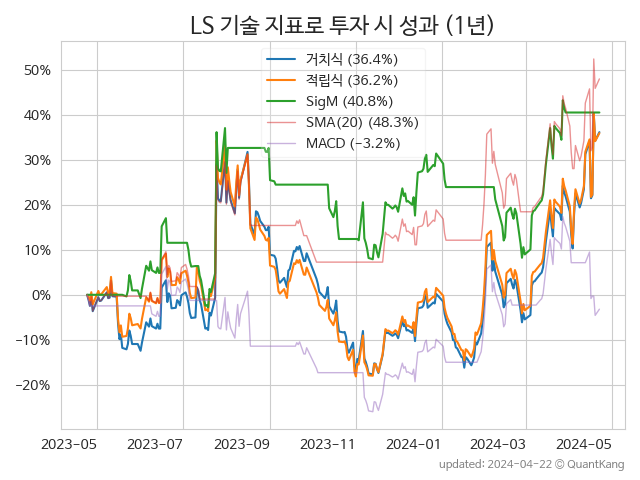 LS 기술 지표로 투자 시 성과 (1년)
거치식 (36.4%)
적립식 (36.2%)
SigM (40.8%)
SMA(20) (48.3%)
MACD (−3.2%)
50%
40%
30%
20%
10%
0%
−10%
−20%
2023-05 2023-07 2023-09 2023-11 2024-01 2024-03 2024-05
updated: 2024-04-22 © QuantKang